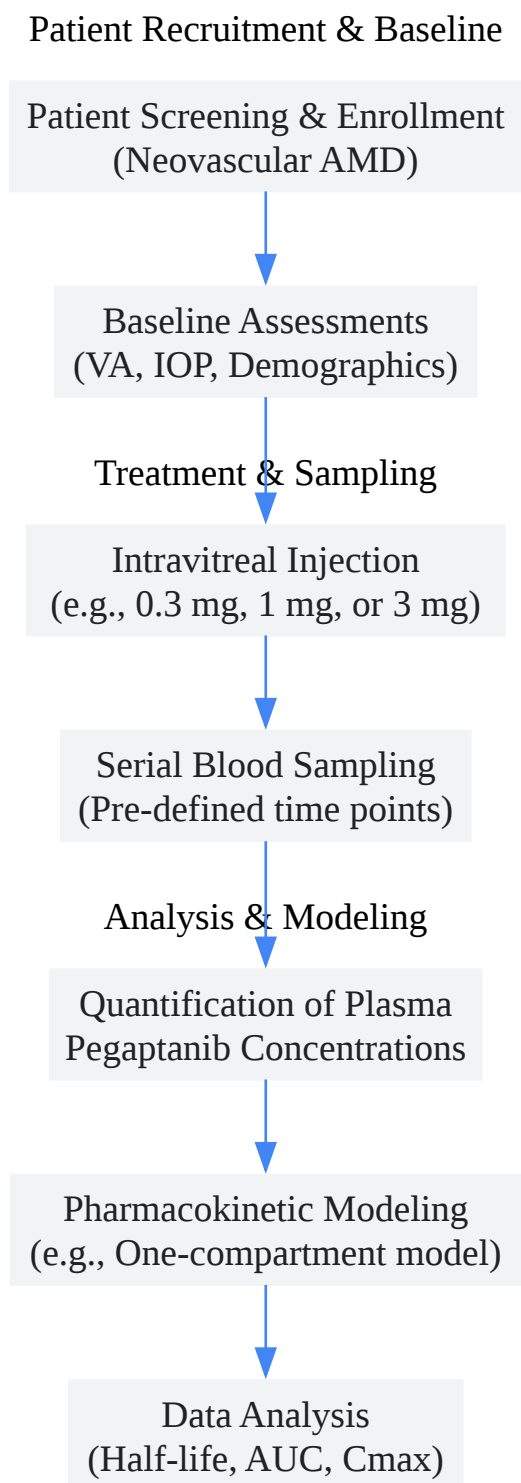 Patient Recruitment & Baseline
Patient Screening & Enrollment
(Neovascular AMD)
Baseline Assessments
(VA, IOP, Demographics)
Treatment & Sampling
Intravitreal Injection
(e.g., 0.3 mg, 1 mg, or 3 mg)
Serial Blood Sampling
(Pre-defined time points)
Analysis & Modeling
Quantification of Plasma
Pegaptanib Concentrations
Pharmacokinetic Modeling
(e.g., One-compartment model)
Data Analysis
(Half-life, AUC, Cmax)